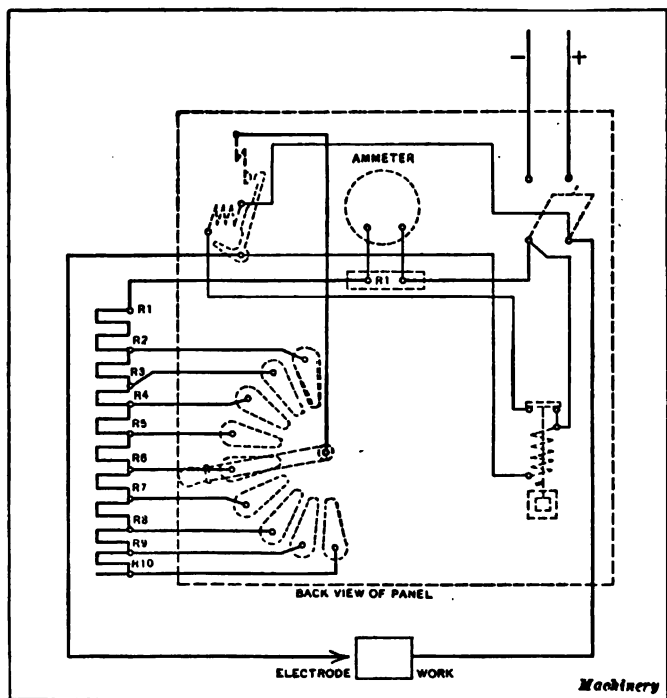 − +
AMMETER
R1
R1
R2
R3
R4
R5
R6
R7
R8
R9
R10
BACK VIEW OF PANEL
ELECTRODE WORK
Machinery